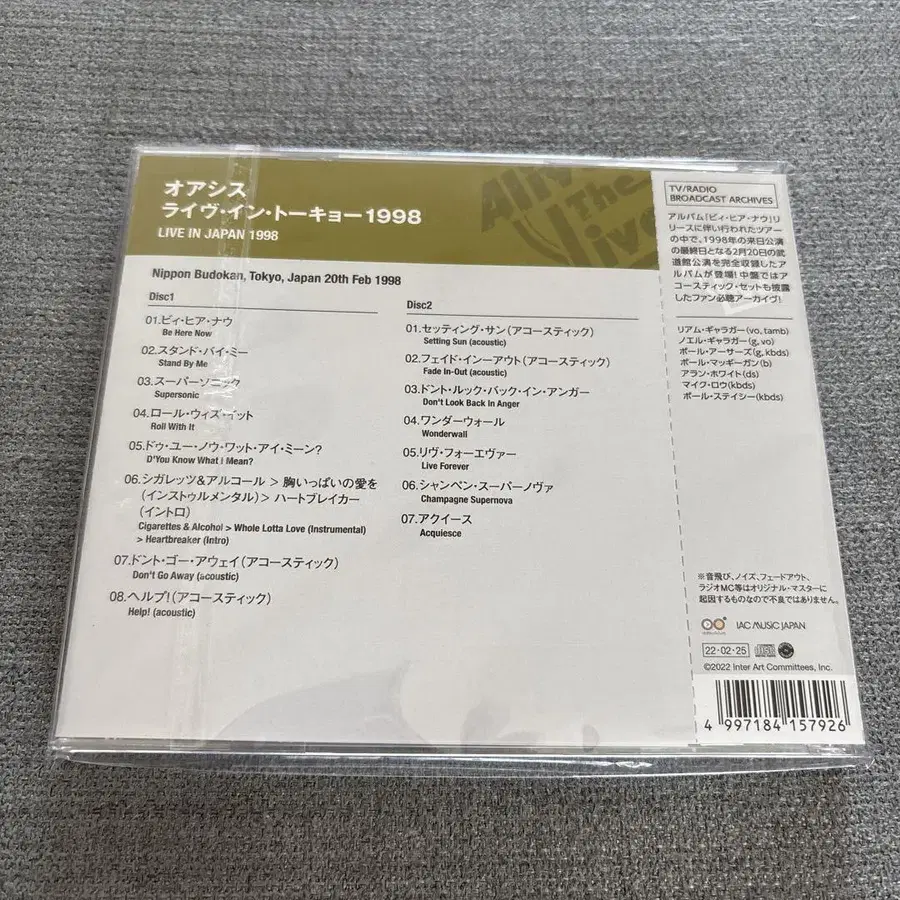 オアシス
ライヴ・イン・トーキョー1998
LIVE IN JAPAN 1998
Alive
The
Live
Nippon Budokan, Tokyo, Japan 20th Feb 1998
Disc1
01.ビィ・ヒア・ナウ
Be Here Now
02.スタンド・バイ・ミー
Stand By Me
03.スーパーソニック
Supersonic
04.ロール・ウィズ・イット
Roll With It
05.ドゥ・ユー・ノウ・ワット・アイ・ミーン?
D'You Know What I Mean?
06.シガレッツ&アルコール > 胸いっぱいの愛を
(インストゥルメンタル) > ハートブレイカー
(イントロ)
Cigarettes & Alcohol > Whole Lotta Love (Instrumental)
> Heartbreaker (Intro)
07.ドント・ゴー・アウェイ(アコースティック)
Don't Go Away (acoustic)
08.ヘルプ!(アコースティック)
Help! (acoustic)
Disc2
01.セッティング・サン(アコースティック)
Setting Sun (acoustic)
02.フェイド・イン-アウト(アコースティック)
Fade In-Out (acoustic)
03.ドント・ルック・バック・イン・アンガー
Don't Look Back In Anger
04.ワンダーウォール
Wonderwall
05.リヴ・フォーエヴァー
Live Forever
06.シャンペン・スーパーノヴァ
Champagne Supernova
07.アクイース
Acquiesce
TV/RADIO
BROADCAST ARCHIVES
アルバム「ビィ・ヒア・ナウ」リ
リースに伴い行われたツアー
の中で、1998年の来日公演
の最終日となる2月20日の武
道館公演を完全収録したア
ルバムが登場! 中盤ではア
コースティック・セットも披露
したファン必聴アーカイヴ!
リアム・ギャラガー(vo, tamb)
ノエル・ギャラガー(g, vo)
ポール・アーサーズ(g, kbds)
ポール・マッギーガン(b)
アラン・ホワイト(ds)
マイク・ロウ(kbds)
ポール・ステイシー(kbds)
※音飛び、ノイズ、フェードアウト、
ラジオMC等はオリジナル・マスターに
起因するものなので不良ではありません。
IAC MUSIC JAPAN
22・02・25
©2022 Inter Art Committees, Inc.
4 997184 157926